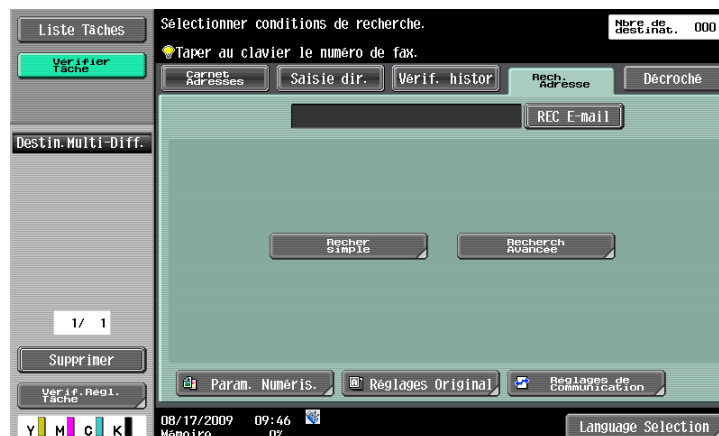 Liste Tâches
Vérifier
Tâche
Destin.Multi-Diff.
1/ 1
Supprimer
Vérif.Régl.
Tâche
Y M C K
Sélectionner conditions de recherche.
Taper au clavier le numéro de fax.
Nbre de
destinat. 000
Carnet
Adresses
Saisie dir.
Vérif. histor
Rech.
Adresse
Décroché
REC E-mail
Recher
simple
Recherch
Avancée
Param. Numéris.
Réglages Original
Réglages de
Communication
08/17/2009 09:46
Mémoire 0%
Language Selection